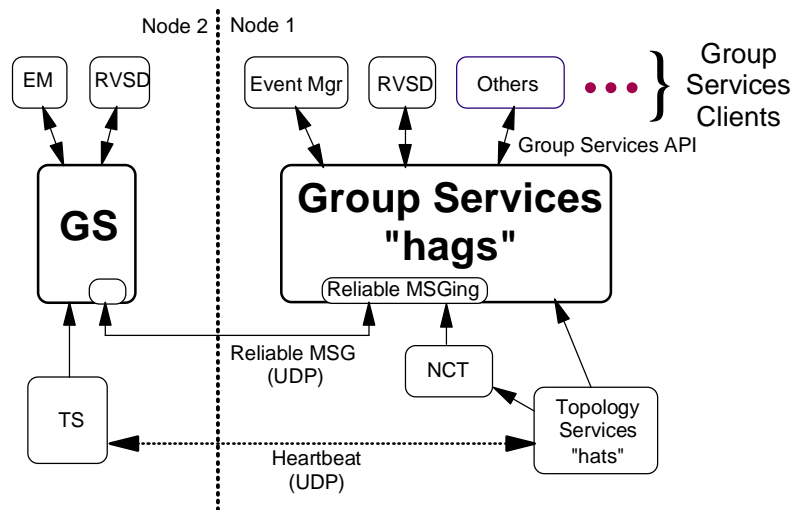 Node 2
Node 1
EM
RVSD
Event Mgr
RVSD
Others
Group
Services
Clients
Group Services API
GS
Group Services
"hags"
Reliable MSGing
Reliable MSG
(UDP)
NCT
TS
Topology
Services
"hats"
Heartbeat
(UDP)